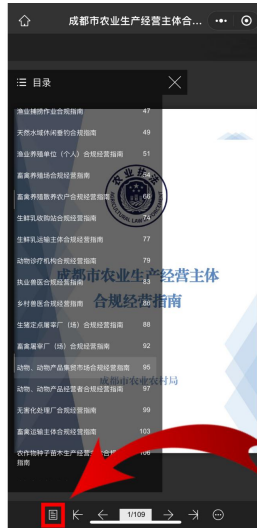 成都市农业生产经营主体合...
目录
渔业捕捞作业合规指南 47
天然水域休闲垂钓合规指南 49
渔业养殖单位（个人）合规经营指南 51
畜禽养殖场合规经营指南 54
畜禽养殖散养农户合规经营指南 66
生鲜乳收购站合规经营指南 74
生鲜乳运输主体合规经营指南 77
动物诊疗机构合规经营指南 79
执业兽医合规经营指南 83
乡村兽医合规经营指南 86
生猪定点屠宰厂（场）合规经营指南 88
畜禽屠宰厂（场）合规经营指南 92
动物、动物产品集贸市场合规经营指南 95
动物、动物产品经营者合规经营指南 97
无害化处理厂合规经营指南 99
畜禽运输主体合规经营指南 103
农作物种子苗木生产经营 合规 106
指南
农业执法
AGRICULTURAL LAW
成都市农业生产经营主体
合规经营指南
成都市农业农村局
1/109